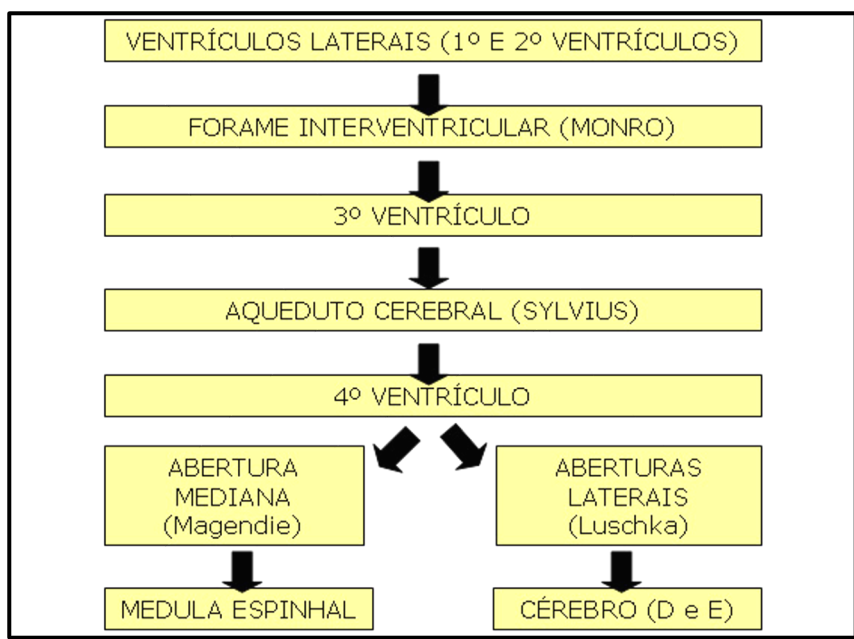 VENTRÍCULOS LATERAIS (1º E 2º VENTRÍCULOS)
FORAME INTERVENTRICULAR (MONRO)
3º VENTRÍCULO
AQUEDUTO CEREBRAL (SYLVIUS)
4º VENTRÍCULO
ABERTURA
MEDIANA
(Magendie)
ABERTURAS
LATERAIS
(Luschka)
MEDULA ESPINHAL
CÉREBRO (D e E)